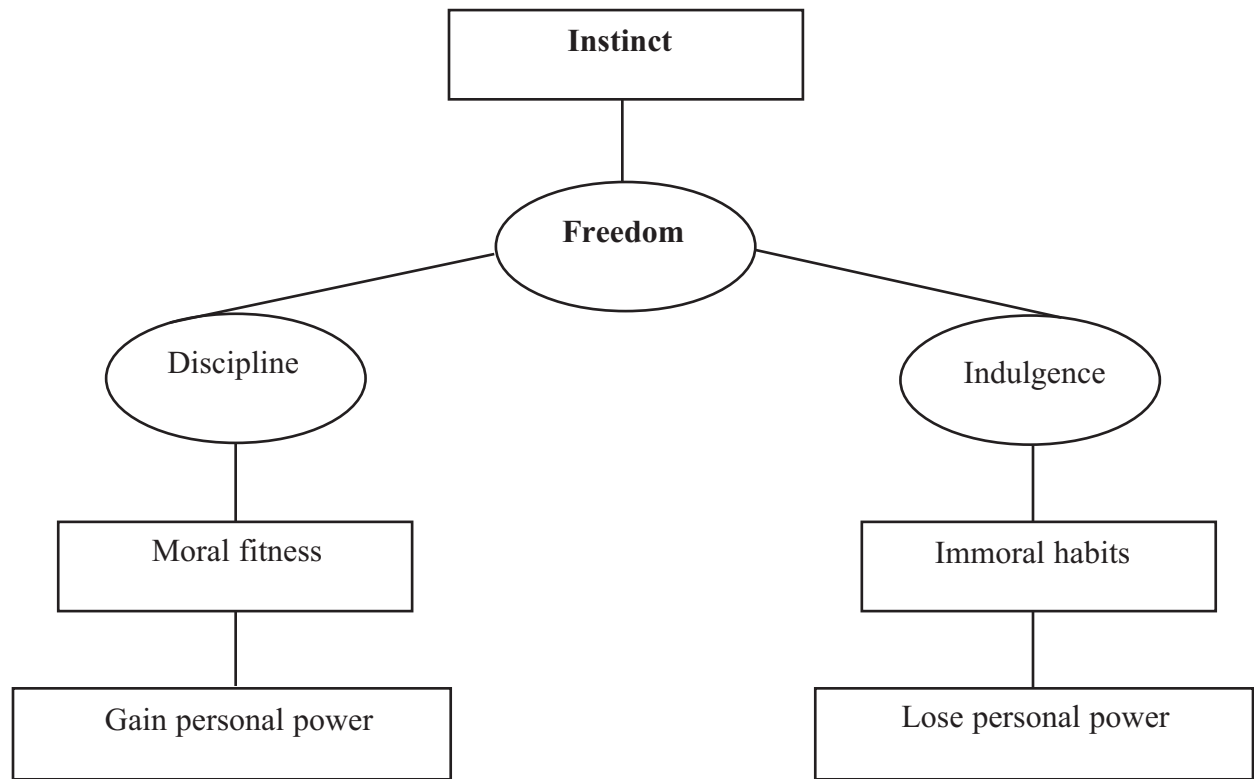 Instinct
Freedom
Discipline
Indulgence
Moral fitness
Immoral habits
Gain personal power
Lose personal power